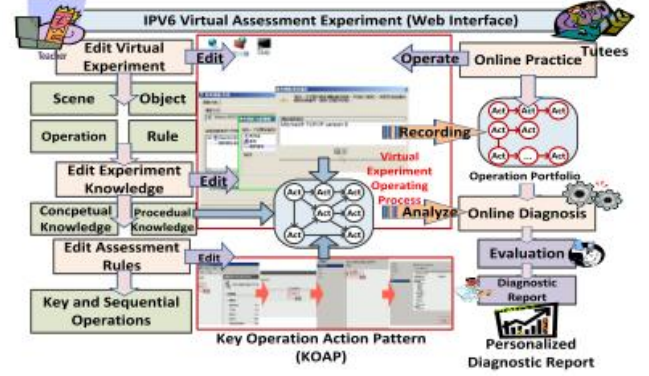 IPV6 Virtual Assessment Experiment (Web Interface)
Teacher
Tutees
Edit Virtual
Experiment
Edit
Operate
Online Practice
Scene
Object
Operation
Rule
Recording
Act
Act
Act
Act
Act
Act
...
Act
Operation Portfolio
Virtual
Experiment
Operating
Process
Edit Experiment
Knowledge
Edit
Concpetual
Knowledge
Procedual
Knowledge
Act
Act
Act
Act
Act
Act
Act
Act
Analyze
Online Diagnosis
Edit Assessment
Rules
Edit
Evaluation
Diagnostic
Report
Key and Sequential
Operations
Key Operation Action Pattern
(KOAP)
Personalized
Diagnostic Report